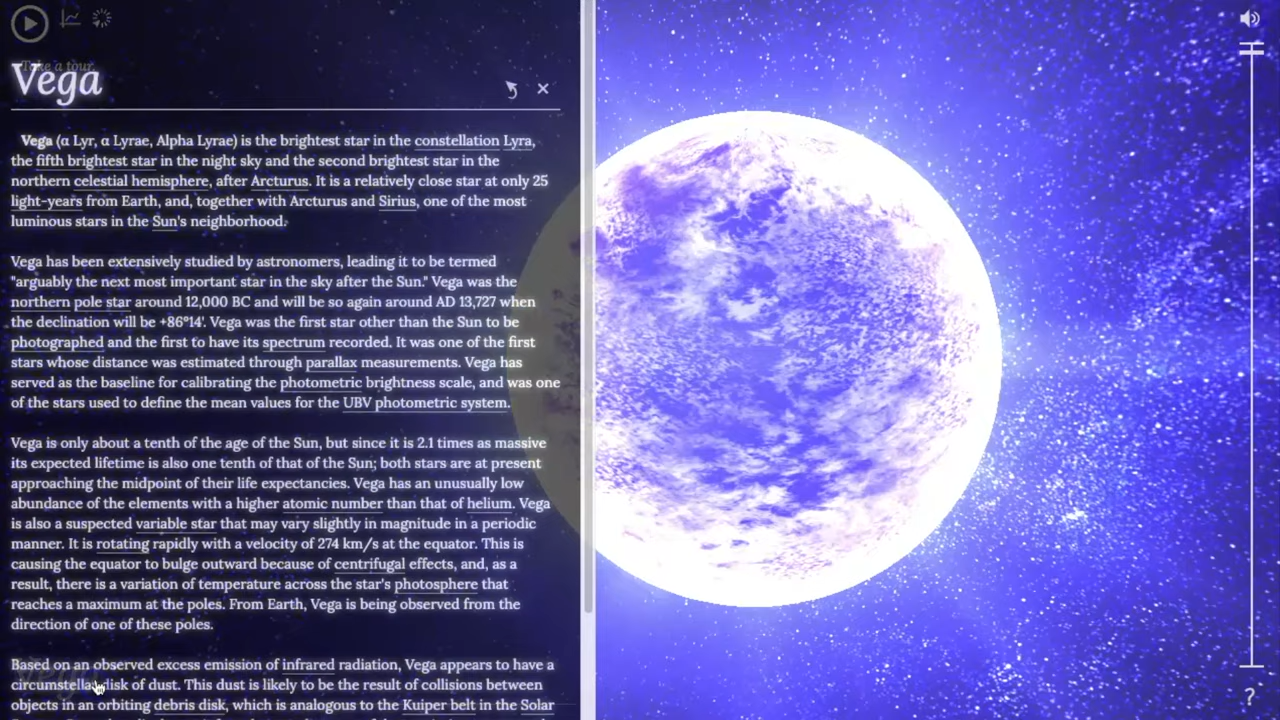 Take a tour
Vega
Vega (α Lyr, α Lyrae, Alpha Lyrae) is the brightest star in the constellation Lyra,
the fifth brightest star in the night sky and the second brightest star in the
northern celestial hemisphere, after Arcturus. It is a relatively close star at only 25
light-years from Earth, and, together with Arcturus and Sirius, one of the most
luminous stars in the Sun's neighborhood.
Vega has been extensively studied by astronomers, leading it to be termed
"arguably the next most important star in the sky after the Sun." Vega was the
northern pole star around 12,000 BC and will be so again around AD 13,727 when
the declination will be +86°14'. Vega was the first star other than the Sun to be
photographed and the first to have its spectrum recorded. It was one of the first
stars whose distance was estimated through parallax measurements. Vega has
served as the baseline for calibrating the photometric brightness scale, and was one
of the stars used to define the mean values for the UBV photometric system.
Vega is only about a tenth of the age of the Sun, but since it is 2.1 times as massive
its expected lifetime is also one tenth of that of the Sun; both stars are at present
approaching the midpoint of their life expectancies. Vega has an unusually low
abundance of the elements with a higher atomic number than that of helium. Vega
is also a suspected variable star that may vary slightly in magnitude in a periodic
manner. It is rotating rapidly with a velocity of 274 km/s at the equator. This is
causing the equator to bulge outward because of centrifugal effects, and, as a
result, there is a variation of temperature across the star's photosphere that
reaches a maximum at the poles. From Earth, Vega is being observed from the
direction of one of these poles.
Based on an observed excess emission of infrared radiation, Vega appears to have a
circumstellar disk of dust. This dust is likely to be the result of collisions between
objects in an orbiting debris disk, which is analogous to the Kuiper belt in the Solar
?